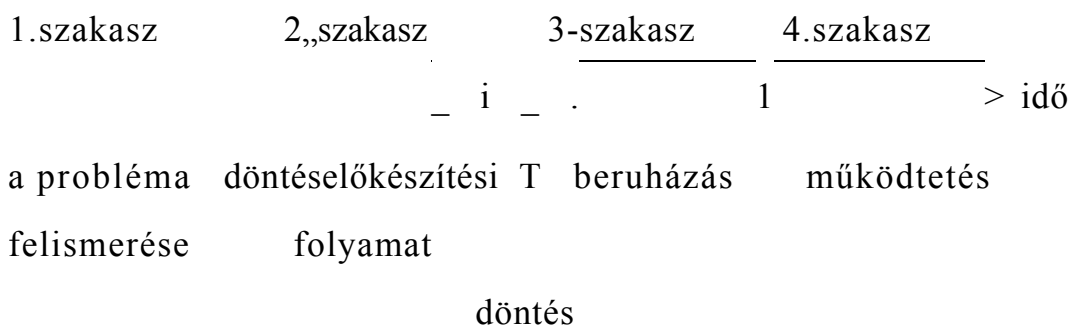 1.szakasz 2„szakasz 3-szakasz 4.szakasz
_ i _ . 1 > idő
a probléma döntéselőkészítési T beruházás működtetés
felismerése folyamat
döntés